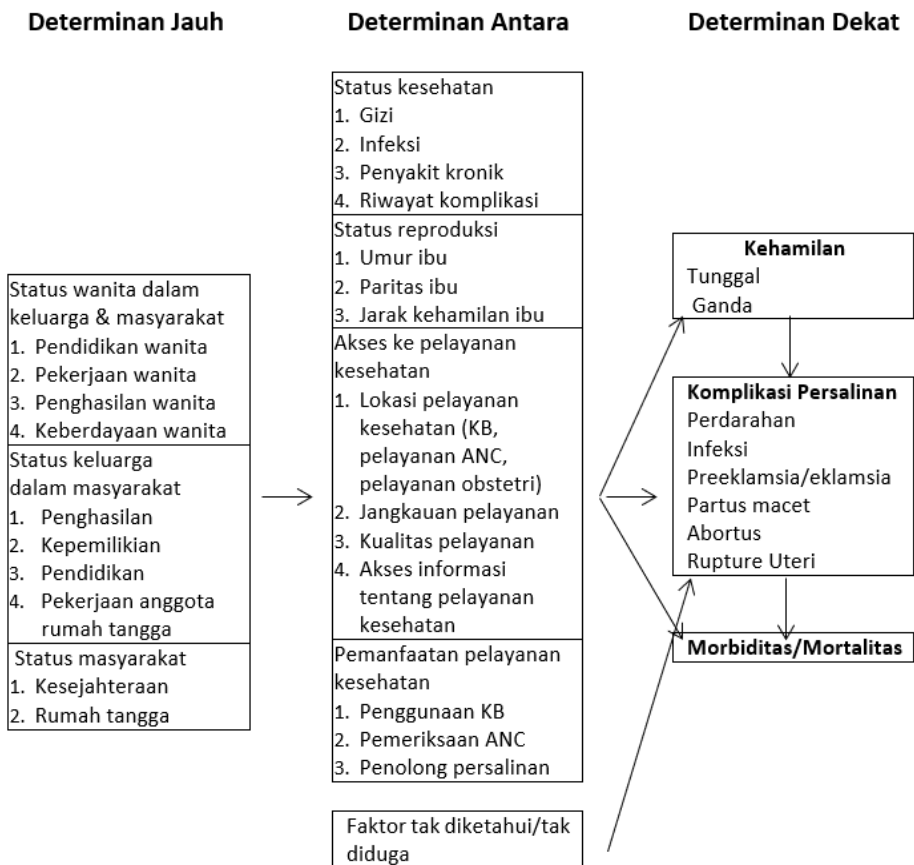 Determinan Jauh
Determinan Antara
Determinan Dekat
Status wanita dalam
keluarga & masyarakat
1. Pendidikan wanita
2. Pekerjaan wanita
3. Penghasilan wanita
4. Keberdayaan wanita
Status keluarga
dalam masyarakat
1. Penghasilan
2. Kepemilikian
3. Pendidikan
4. Pekerjaan anggota
rumah tangga
Status masyarakat
1. Kesejahteraan
2. Rumah tangga
Status kesehatan
1. Gizi
2. Infeksi
3. Penyakit kronik
4. Riwayat komplikasi
Status reproduksi
1. Umur ibu
2. Paritas ibu
3. Jarak kehamilan ibu
Akses ke pelayanan
kesehatan
1. Lokasi pelayanan
kesehatan (KB,
pelayanan ANC,
pelayanan obstetri)
2. Jangkauan pelayanan
3. Kualitas pelayanan
4. Akses informasi
tentang pelayanan
kesehatan
Pemanfaatan pelayanan
kesehatan
1. Penggunaan KB
2. Pemeriksaan ANC
3. Penolong persalinan
Faktor tak diketahui/tak
diduga
Kehamilan
Tunggal
Ganda
Komplikasi Persalinan
Perdarahan
Infeksi
Preeklamsia/eklamsia
Partus macet
Abortus
Rupture Uteri
Morbiditas/Mortalitas